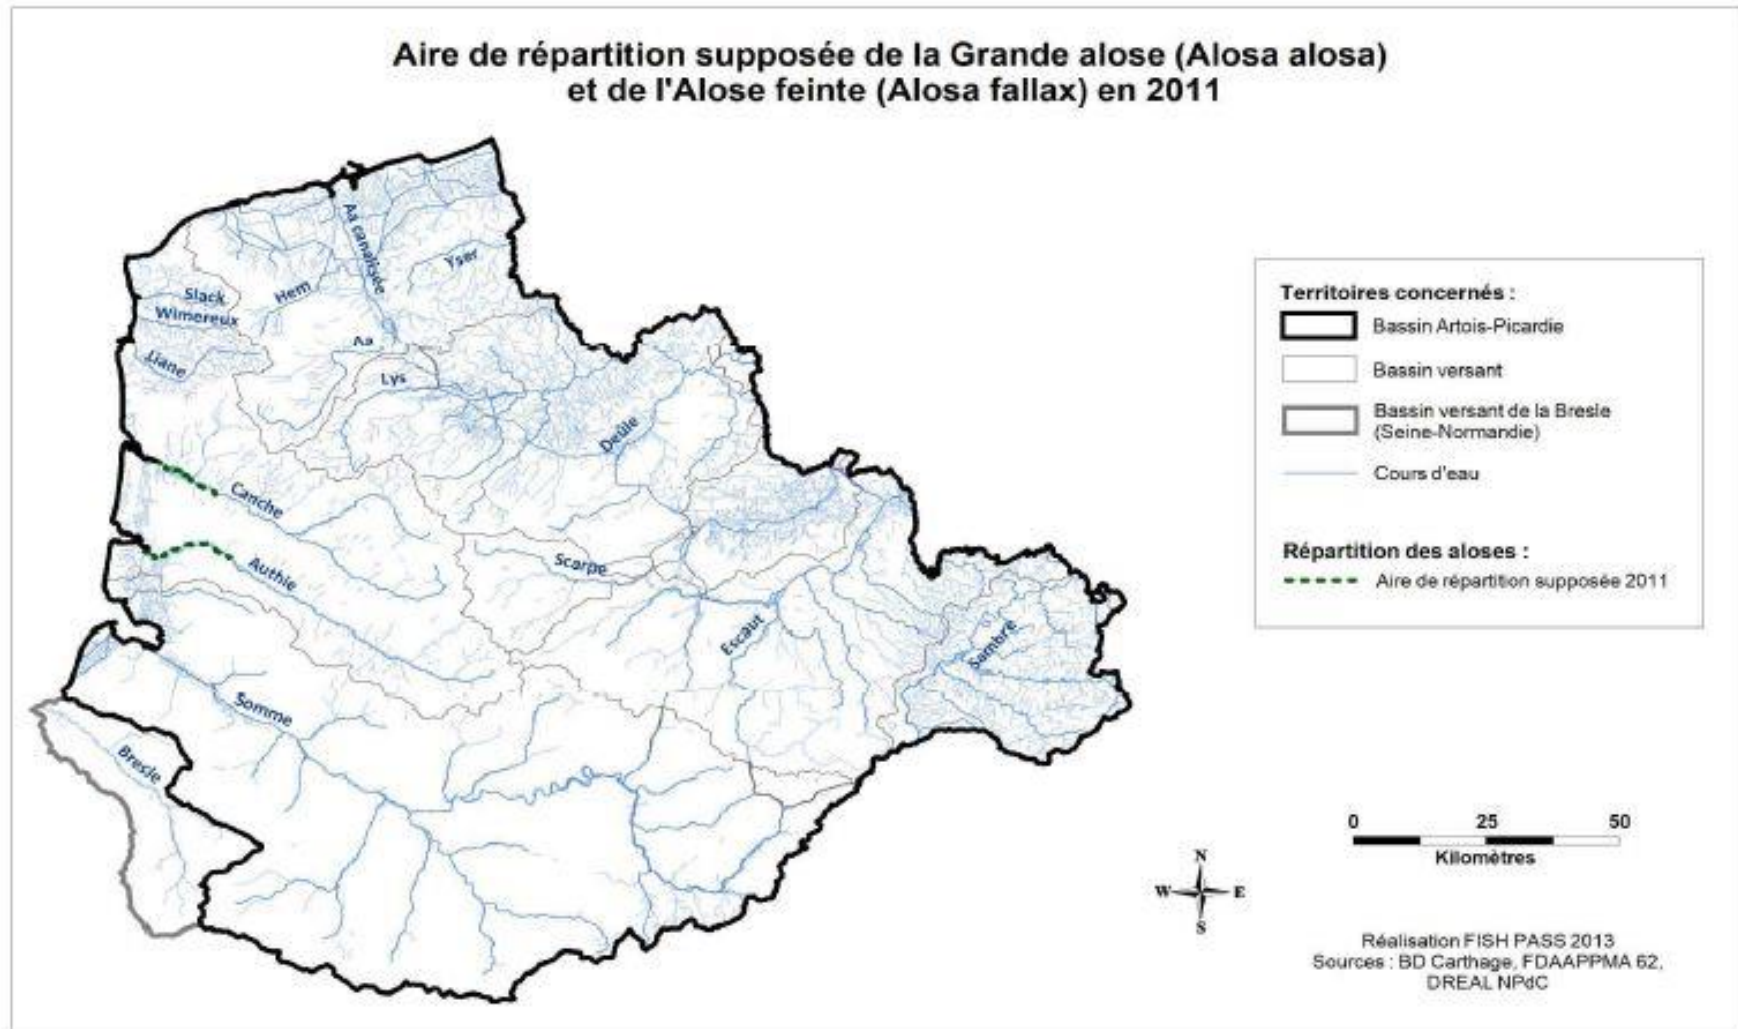 Aire de répartition supposée de la Grande alose (Alosa alosa)
et de l'Alose feinte (Alosa fallax) en 2011
Aa canalisée
Yser
Slack
Hem
Wimereux
Aa
Liane
Lys
Deûle
Canche
Scarpe
Authie
Escaut
Sambre
Somme
Bresle
Territoires concernés :
Bassin Artois-Picardie
Bassin versant
Bassin versant de la Bresle
(Seine-Normandie)
Cours d'eau
Répartition des aloses :
Aire de répartition supposée 2011
0 25 50
Kilomètres
N
W E
S
Réalisation FISH PASS 2013
Sources : BD Carthage, FDAAPPMA 62,
DREAL NPdC